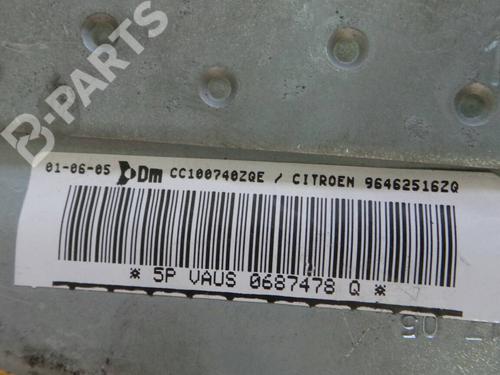 B-PARTS
01-06-05 Dm CC100740ZQE / CITROEN 96462516ZQ
* 5P VAUS 0687478 Q *